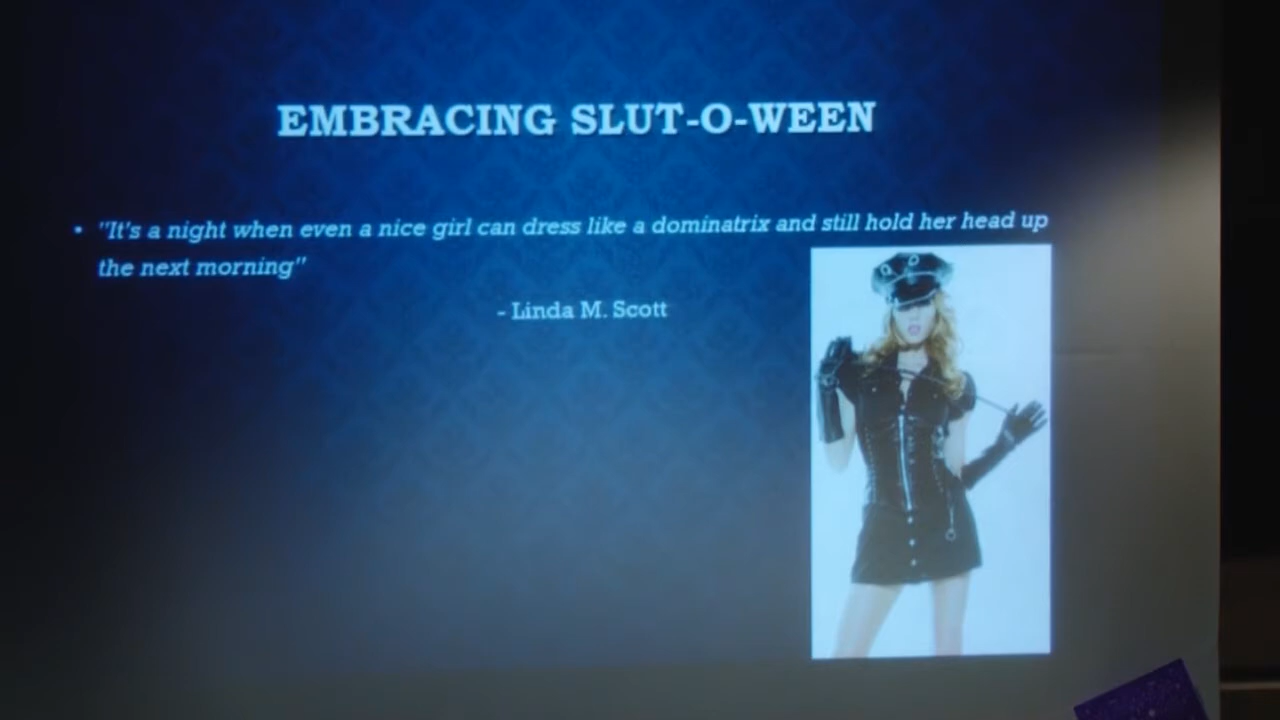 EMBRACING SLUT-O-WEEN
• "It's a night when even a nice girl can dress like a dominatrix and still hold her head up
the next morning"
- Linda M. Scott